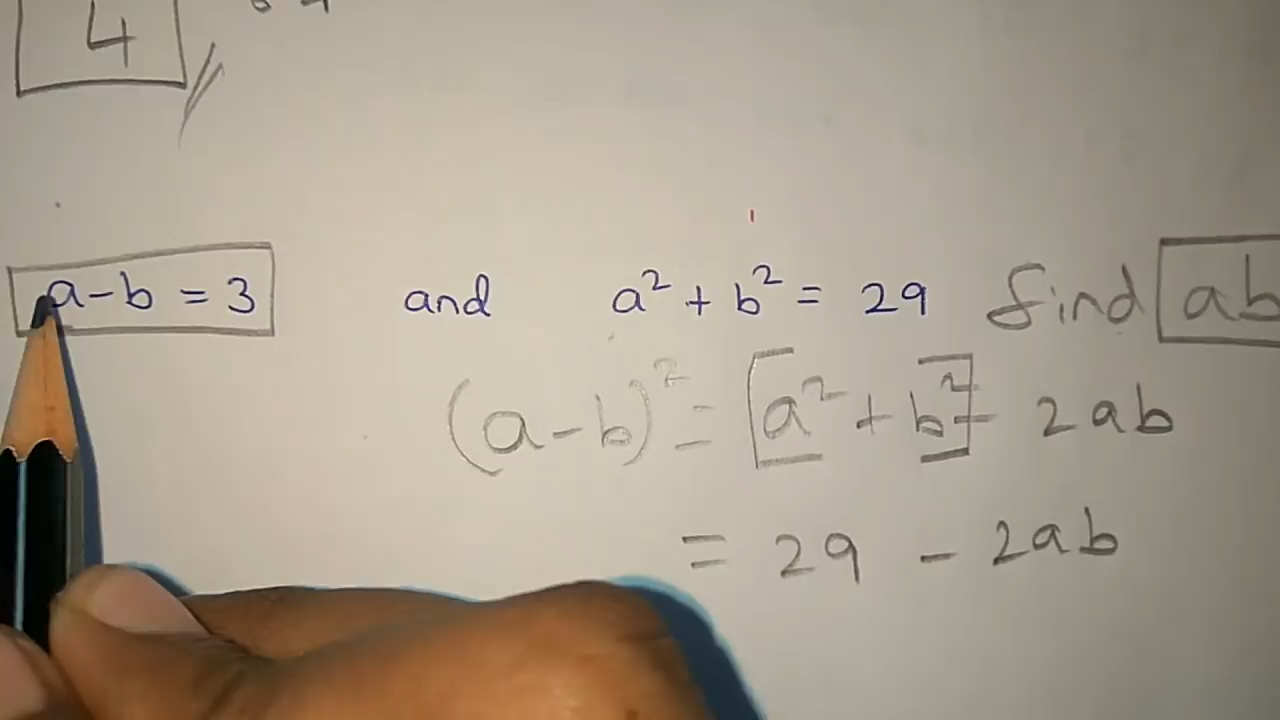 4
a-b = 3 and a² + b² = 29 find ab
(a-b)² = [a² + b²] - 2ab
= 29 - 2ab